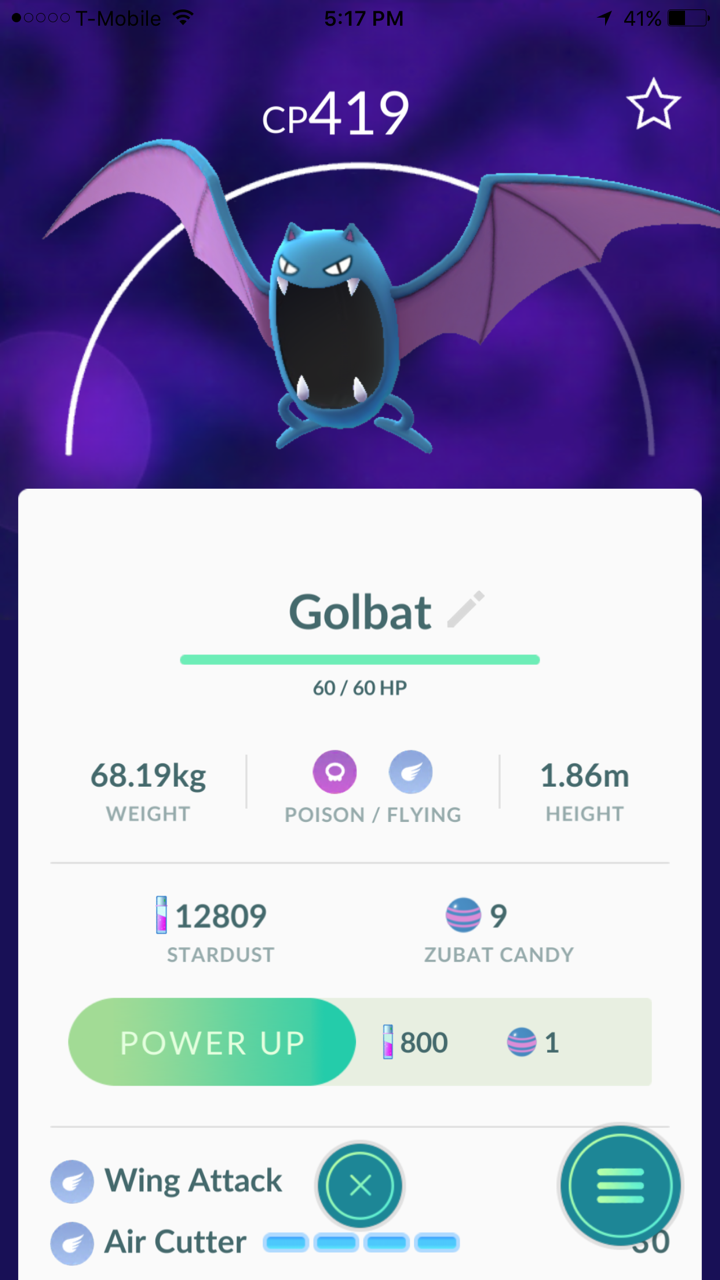 T-Mobile 5:17 PM 41%
CP419
Golbat
60 / 60 HP
68.19kg
WEIGHT
POISON / FLYING
1.86m
HEIGHT
12809
STARDUST
9
ZUBAT CANDY
POWER UP 800 1
Wing Attack
Air Cutter